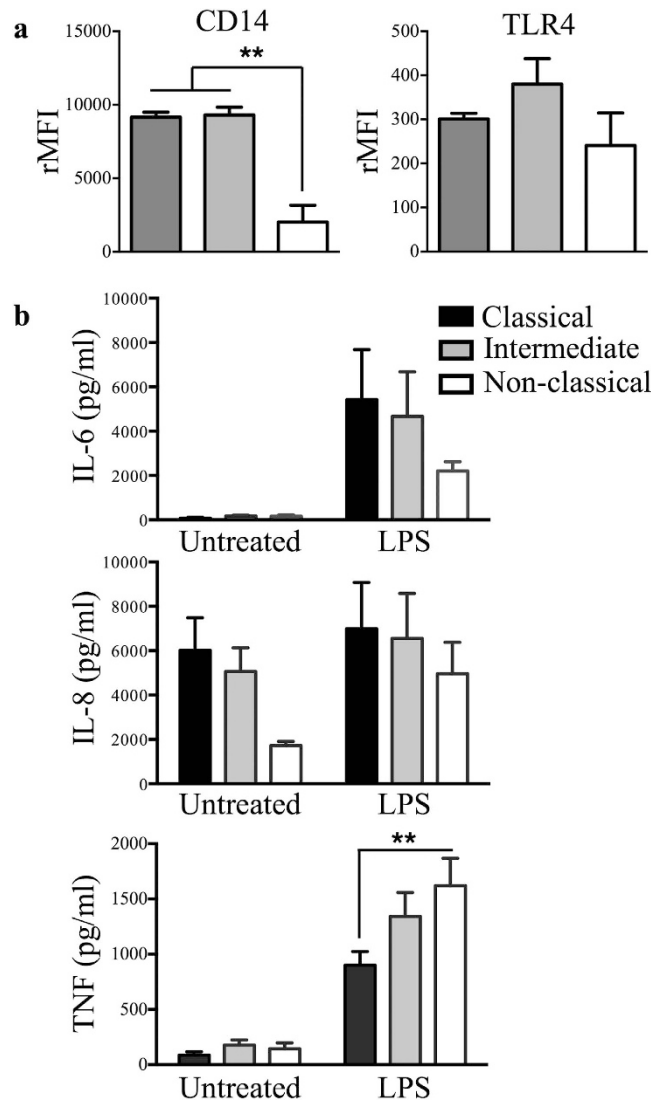 a
CD14
TLR4
**
rMFI
15000
10000
5000
0
rMFI
500
400
300
200
100
0
b
Classical
Intermediate
Non-classical
IL-6 (pg/ml)
10000
8000
6000
4000
2000
0
Untreated
LPS
IL-8 (pg/ml)
10000
8000
6000
4000
2000
0
Untreated
LPS
TNF (pg/ml)
2000
1500
1000
500
0
**
Untreated
LPS